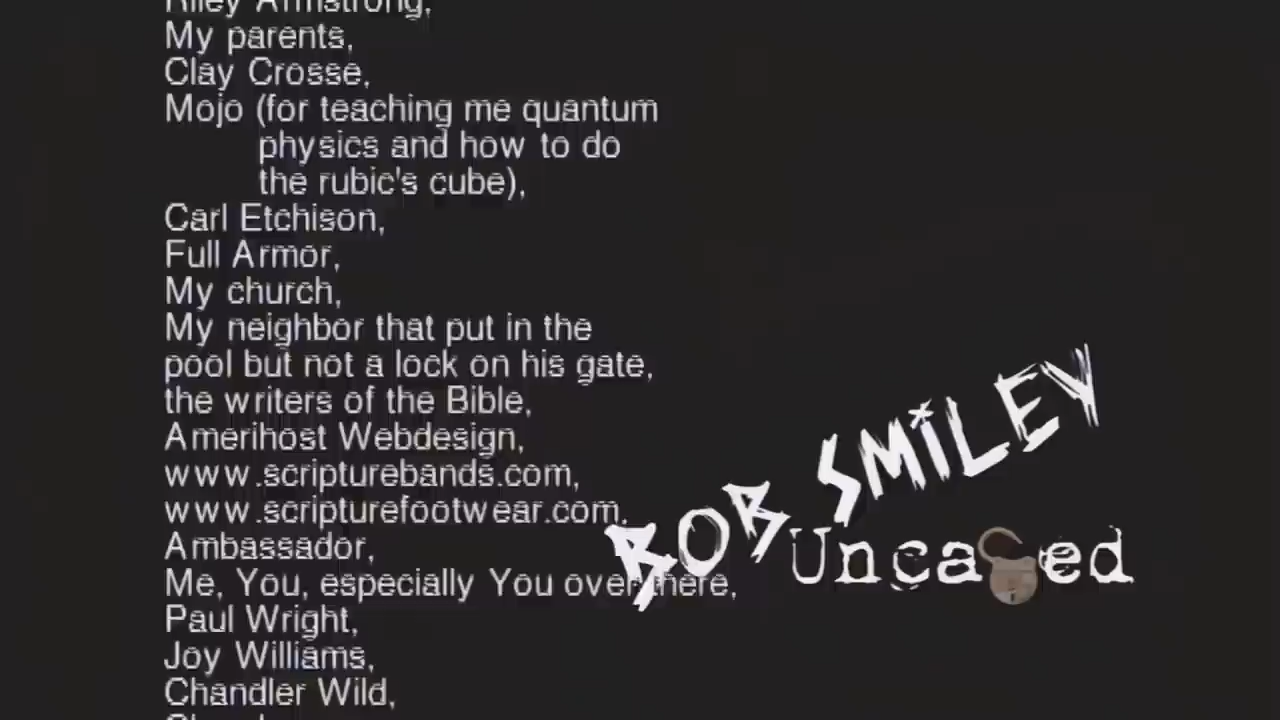 Riley Armstrong,
My parents,
Clay Crosse,
Mojo (for teaching me quantum
physics and how to do
the rubic's cube),
Carl Etchison,
Full Armor,
My church,
My neighbor that put in the
pool but not a lock on his gate,
the writers of the Bible,
Amerihost Webdesign,
www.scripturebands.com,
www.scripturefootwear.com,
Ambassador,
Me, You, especially You over there,
Paul Wright,
Joy Williams,
Chandler Wild,
BOB SMILEY
Uncaged